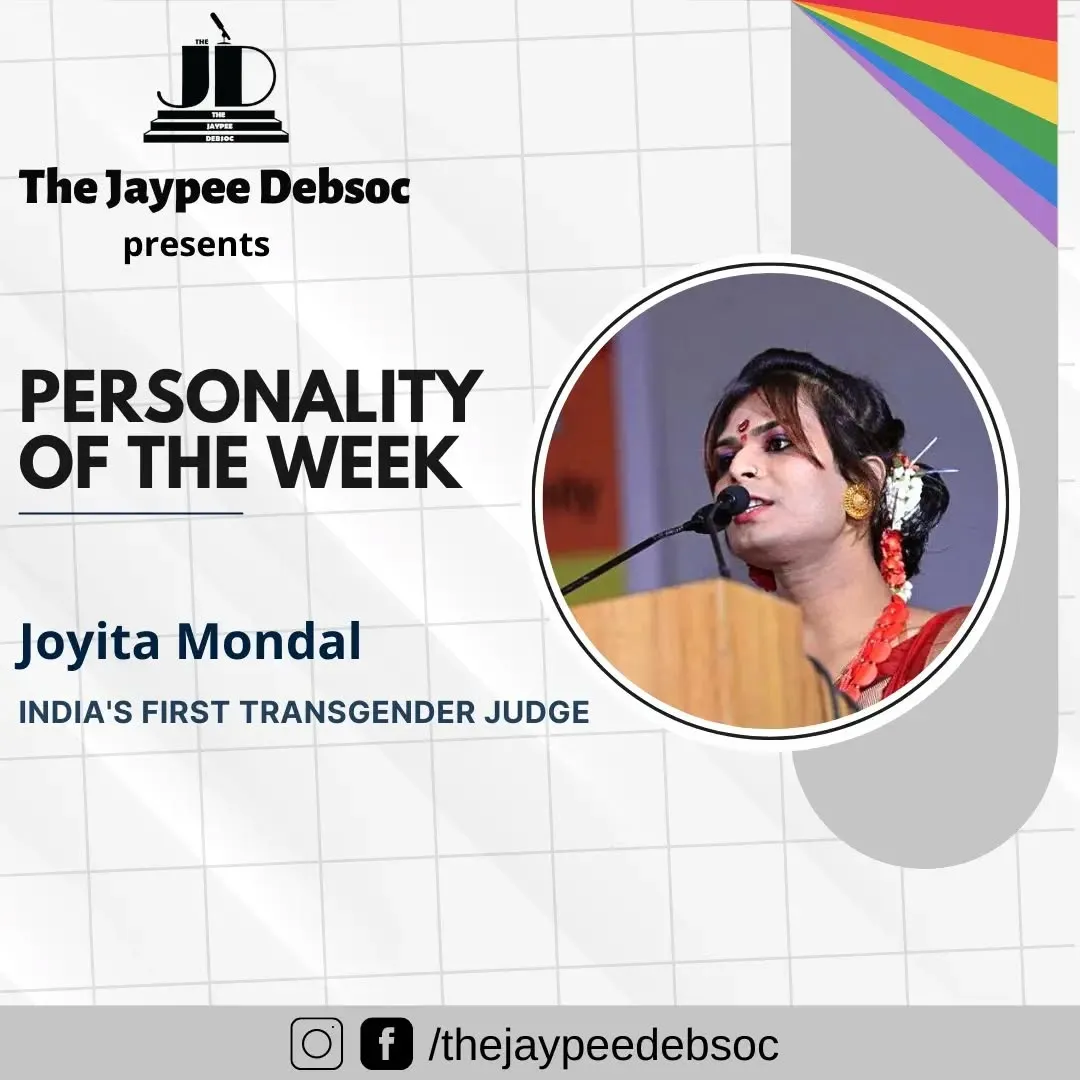 THE
JD
THE
JAYPEE
DEBSOC
The Jaypee Debsoc
presents
PERSONALITY
OF THE WEEK
Joyita Mondal
INDIA'S FIRST TRANSGENDER JUDGE
/thejaypeedebsoc